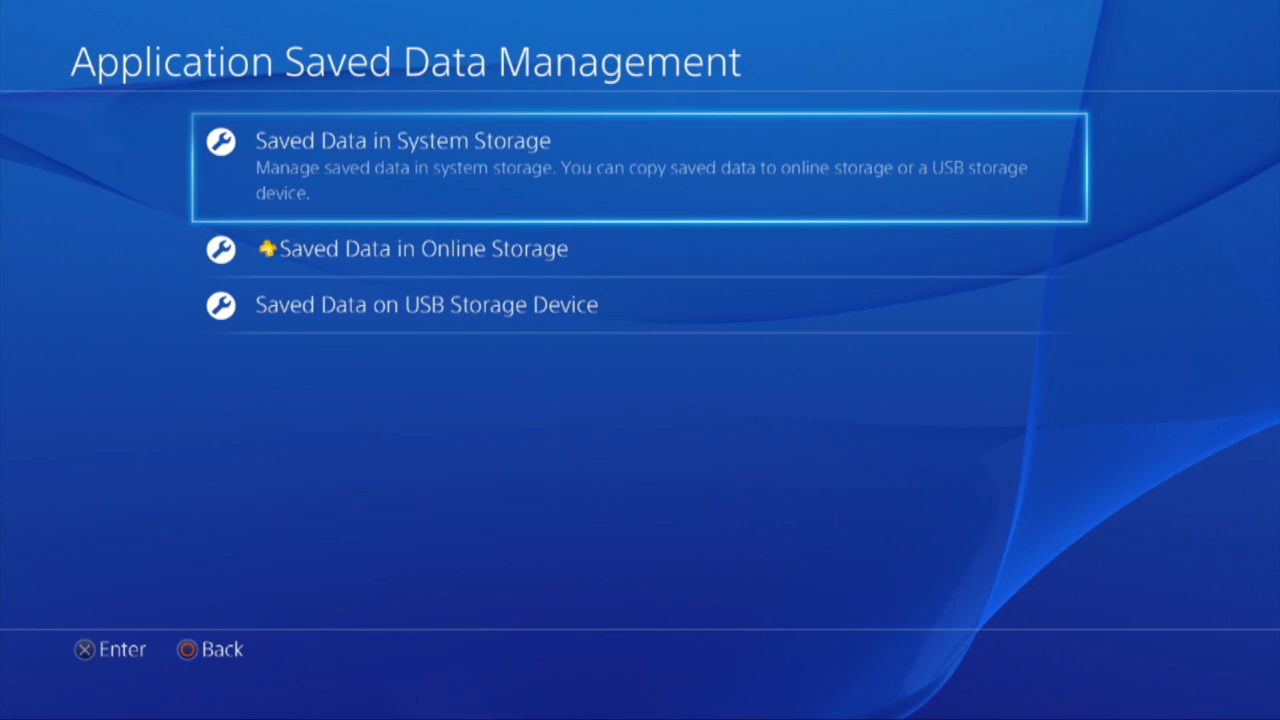 Application Saved Data Management
Saved Data in System Storage
Manage saved data in system storage. You can copy saved data to online storage or a USB storage
device.
Saved Data in Online Storage
Saved Data on USB Storage Device
Enter
Back